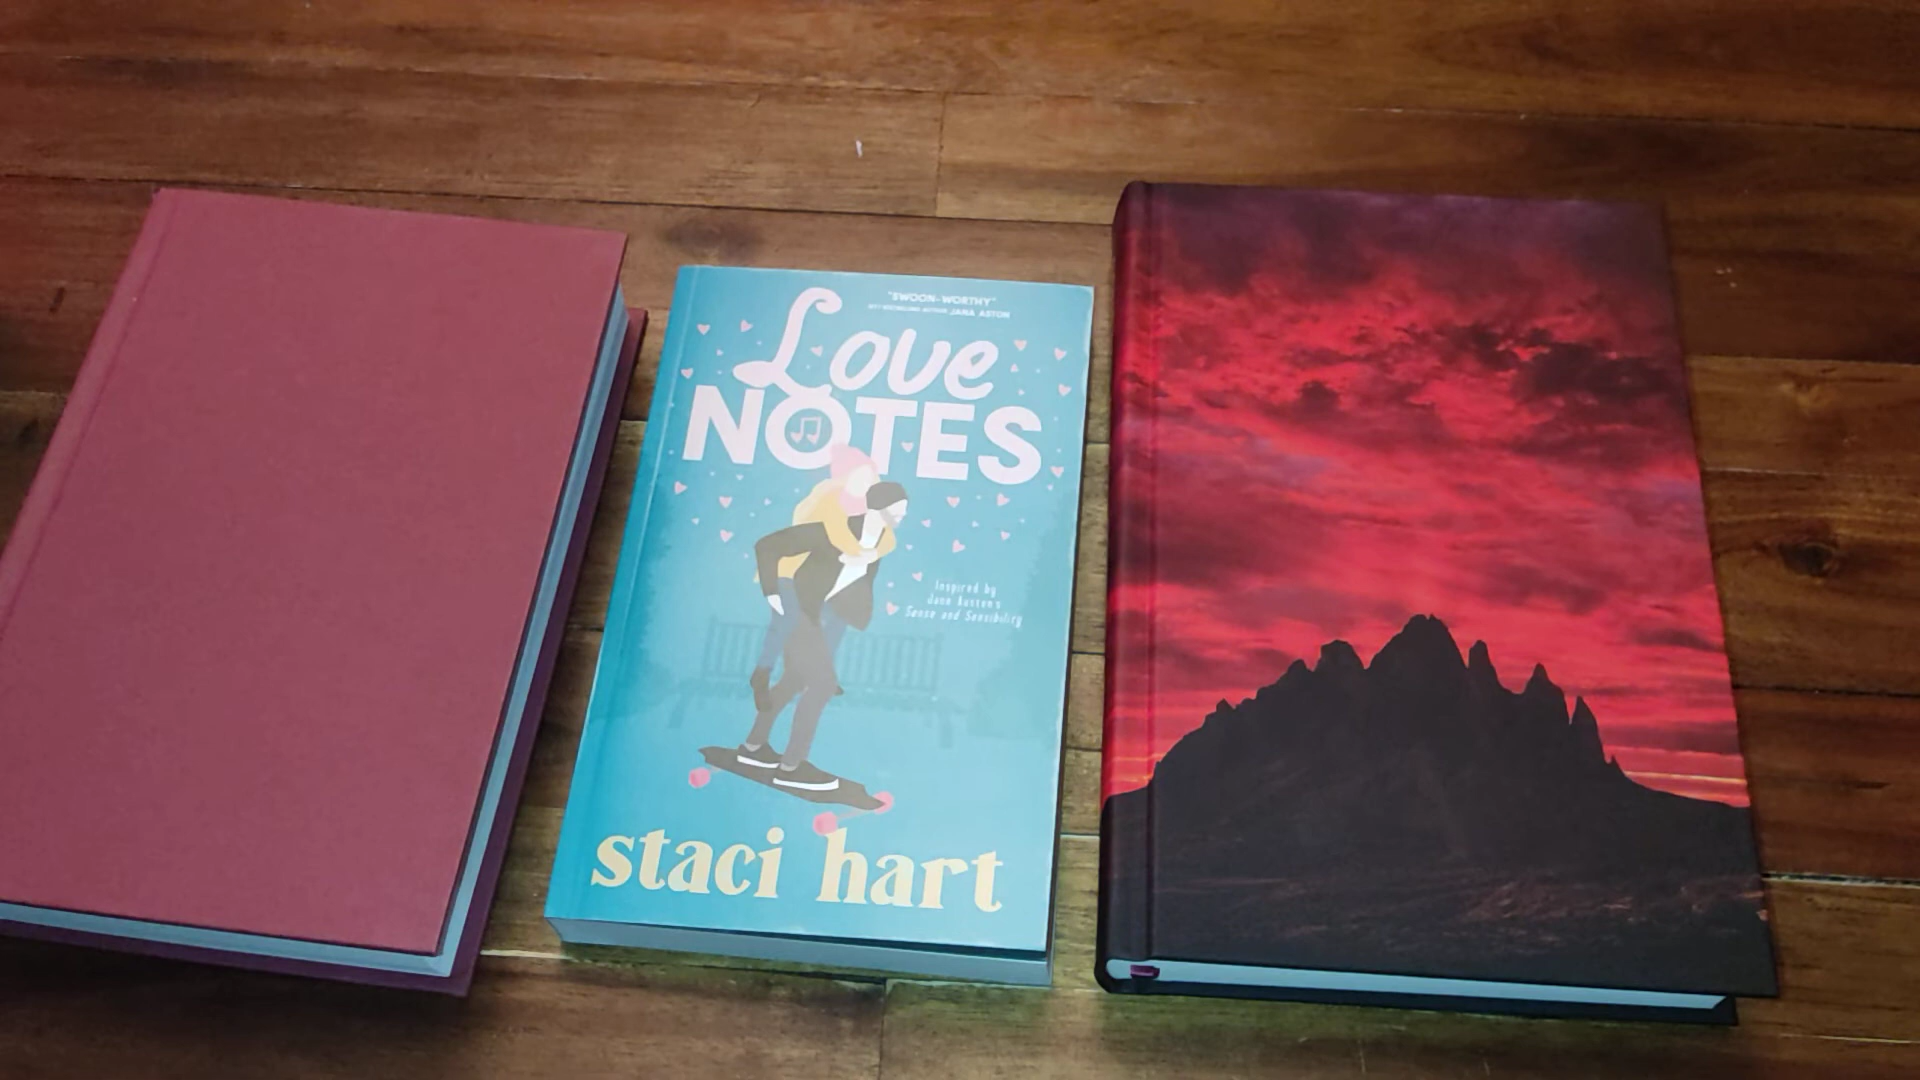 "SWOON-WORTHY"
JANA ASTON
Love
NOTES
Inspired by
Jane Austen's
Sense and Sensibility
staci hart